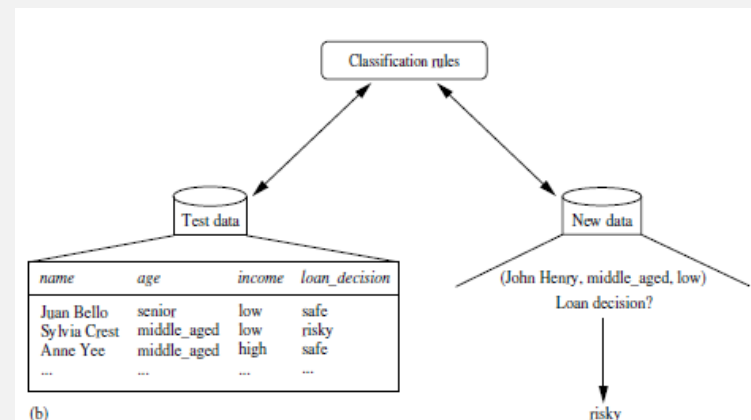 Classification rules
Test data
New data
name age income loan_decision
Juan Bello senior low safe
Sylvia Crest middle_aged low risky
Anne Yee middle_aged high safe
... ... ... ...
(John Henry, middle_aged, low)
Loan decision?
risky
(b)